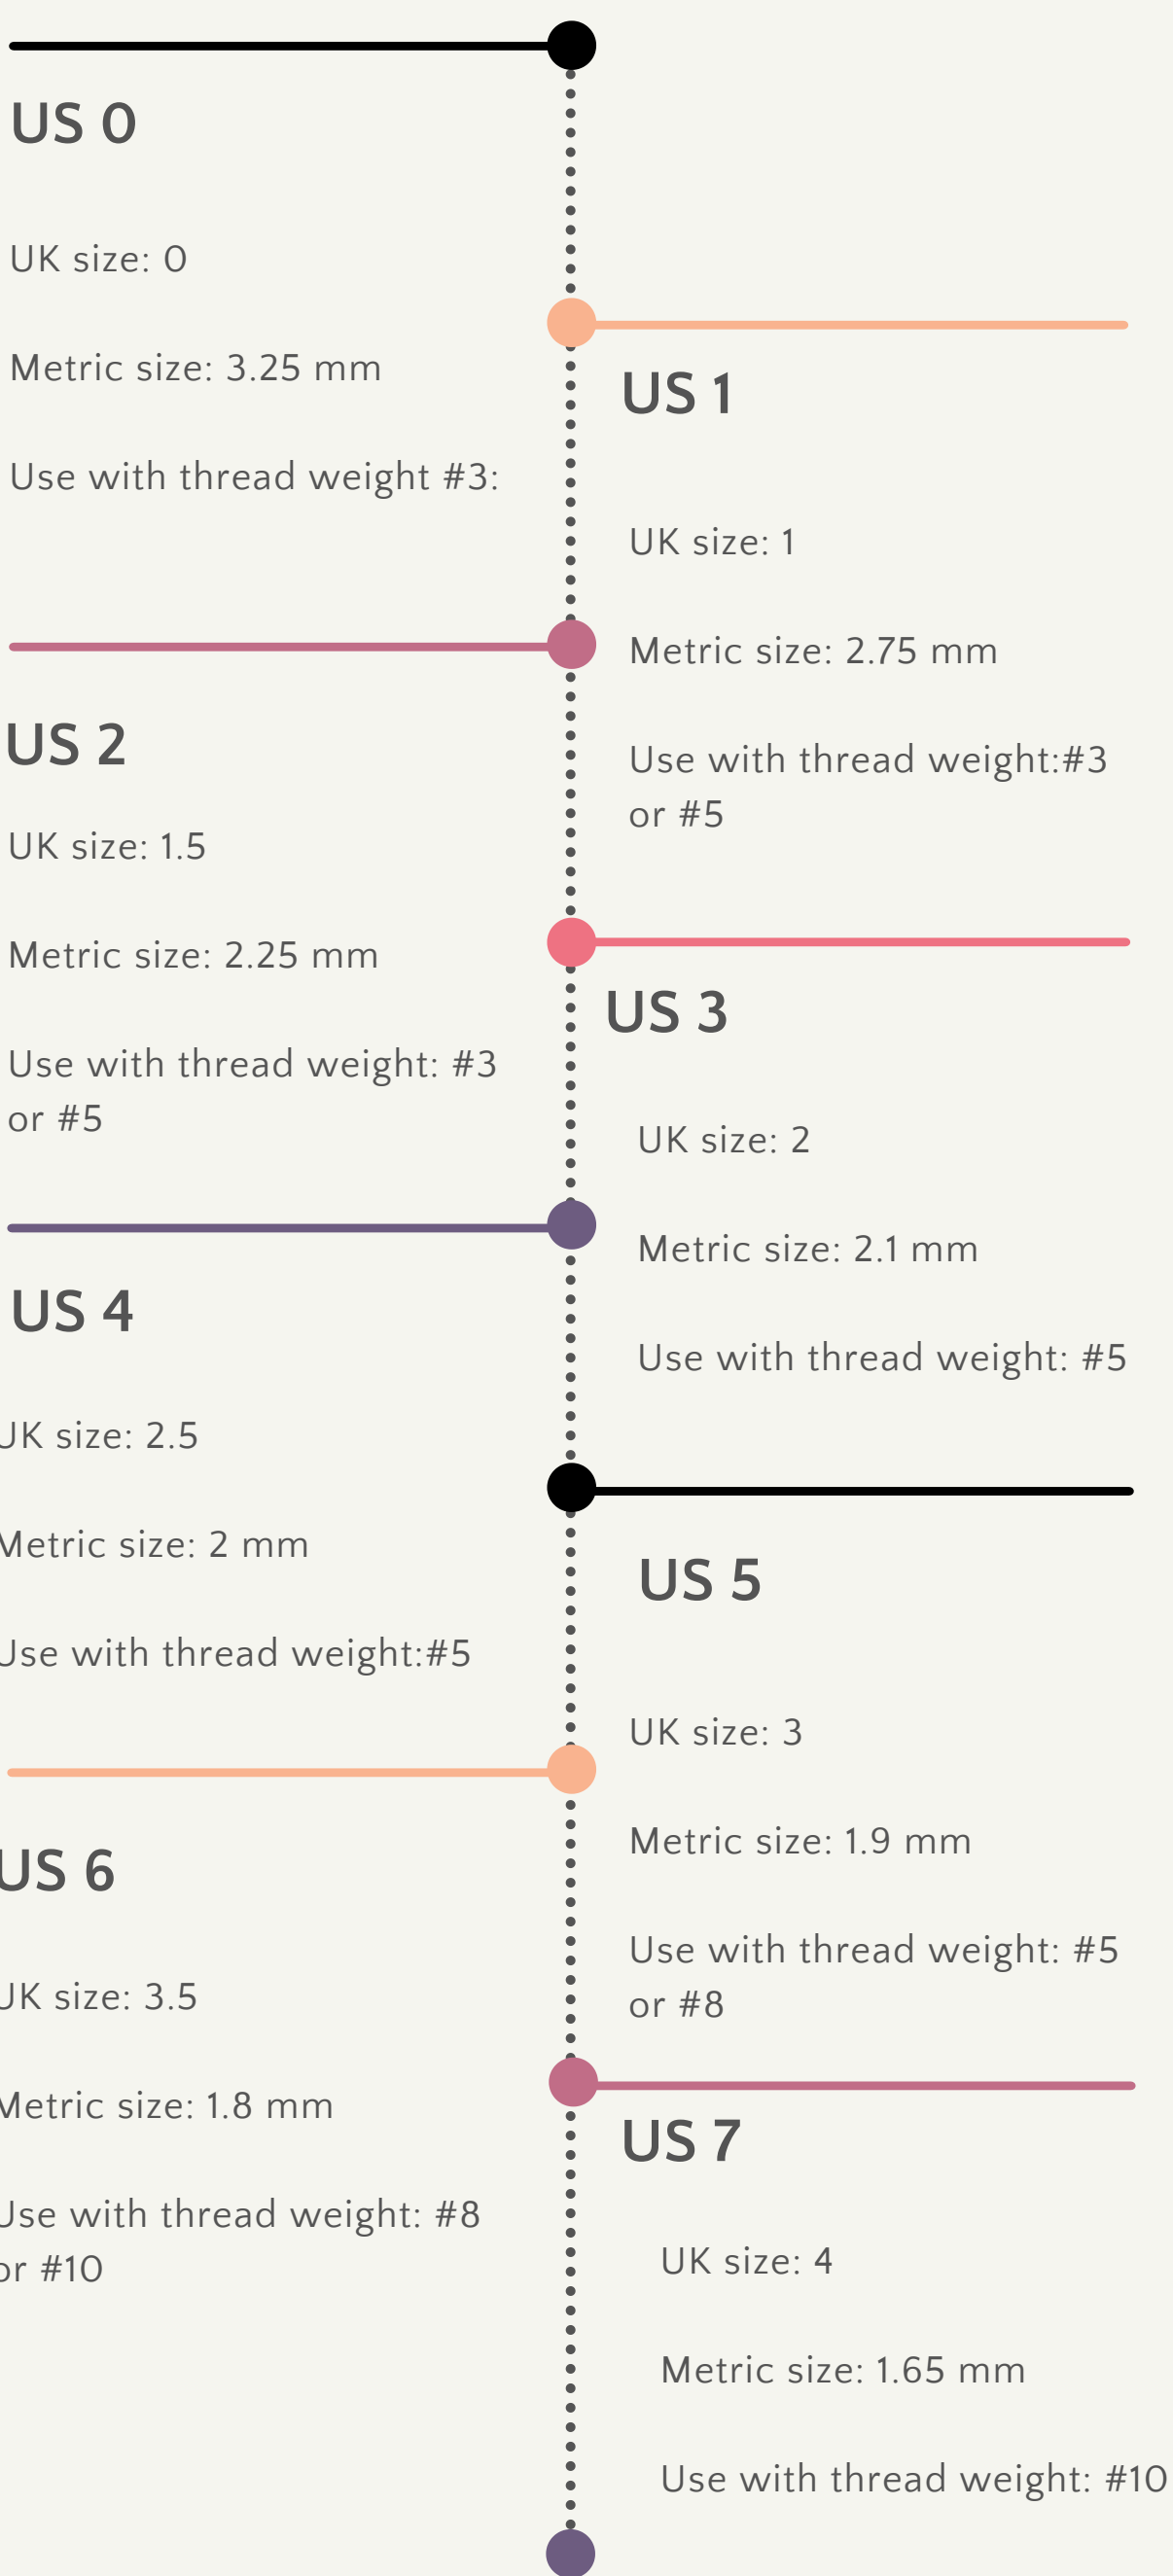 US 0
UK size: 0
Metric size: 3.25 mm
Use with thread weight #3:
US 1
UK size: 1
Metric size: 2.75 mm
Use with thread weight:#3
or #5
US 2
UK size: 1.5
Metric size: 2.25 mm
Use with thread weight: #3
or #5
US 3
UK size: 2
Metric size: 2.1 mm
Use with thread weight: #5
US 4
UK size: 2.5
Metric size: 2 mm
Use with thread weight:#5
US 5
UK size: 3
Metric size: 1.9 mm
Use with thread weight: #5
or #8
US 6
UK size: 3.5
Metric size: 1.8 mm
Use with thread weight: #8
or #10
US 7
UK size: 4
Metric size: 1.65 mm
Use with thread weight: #10